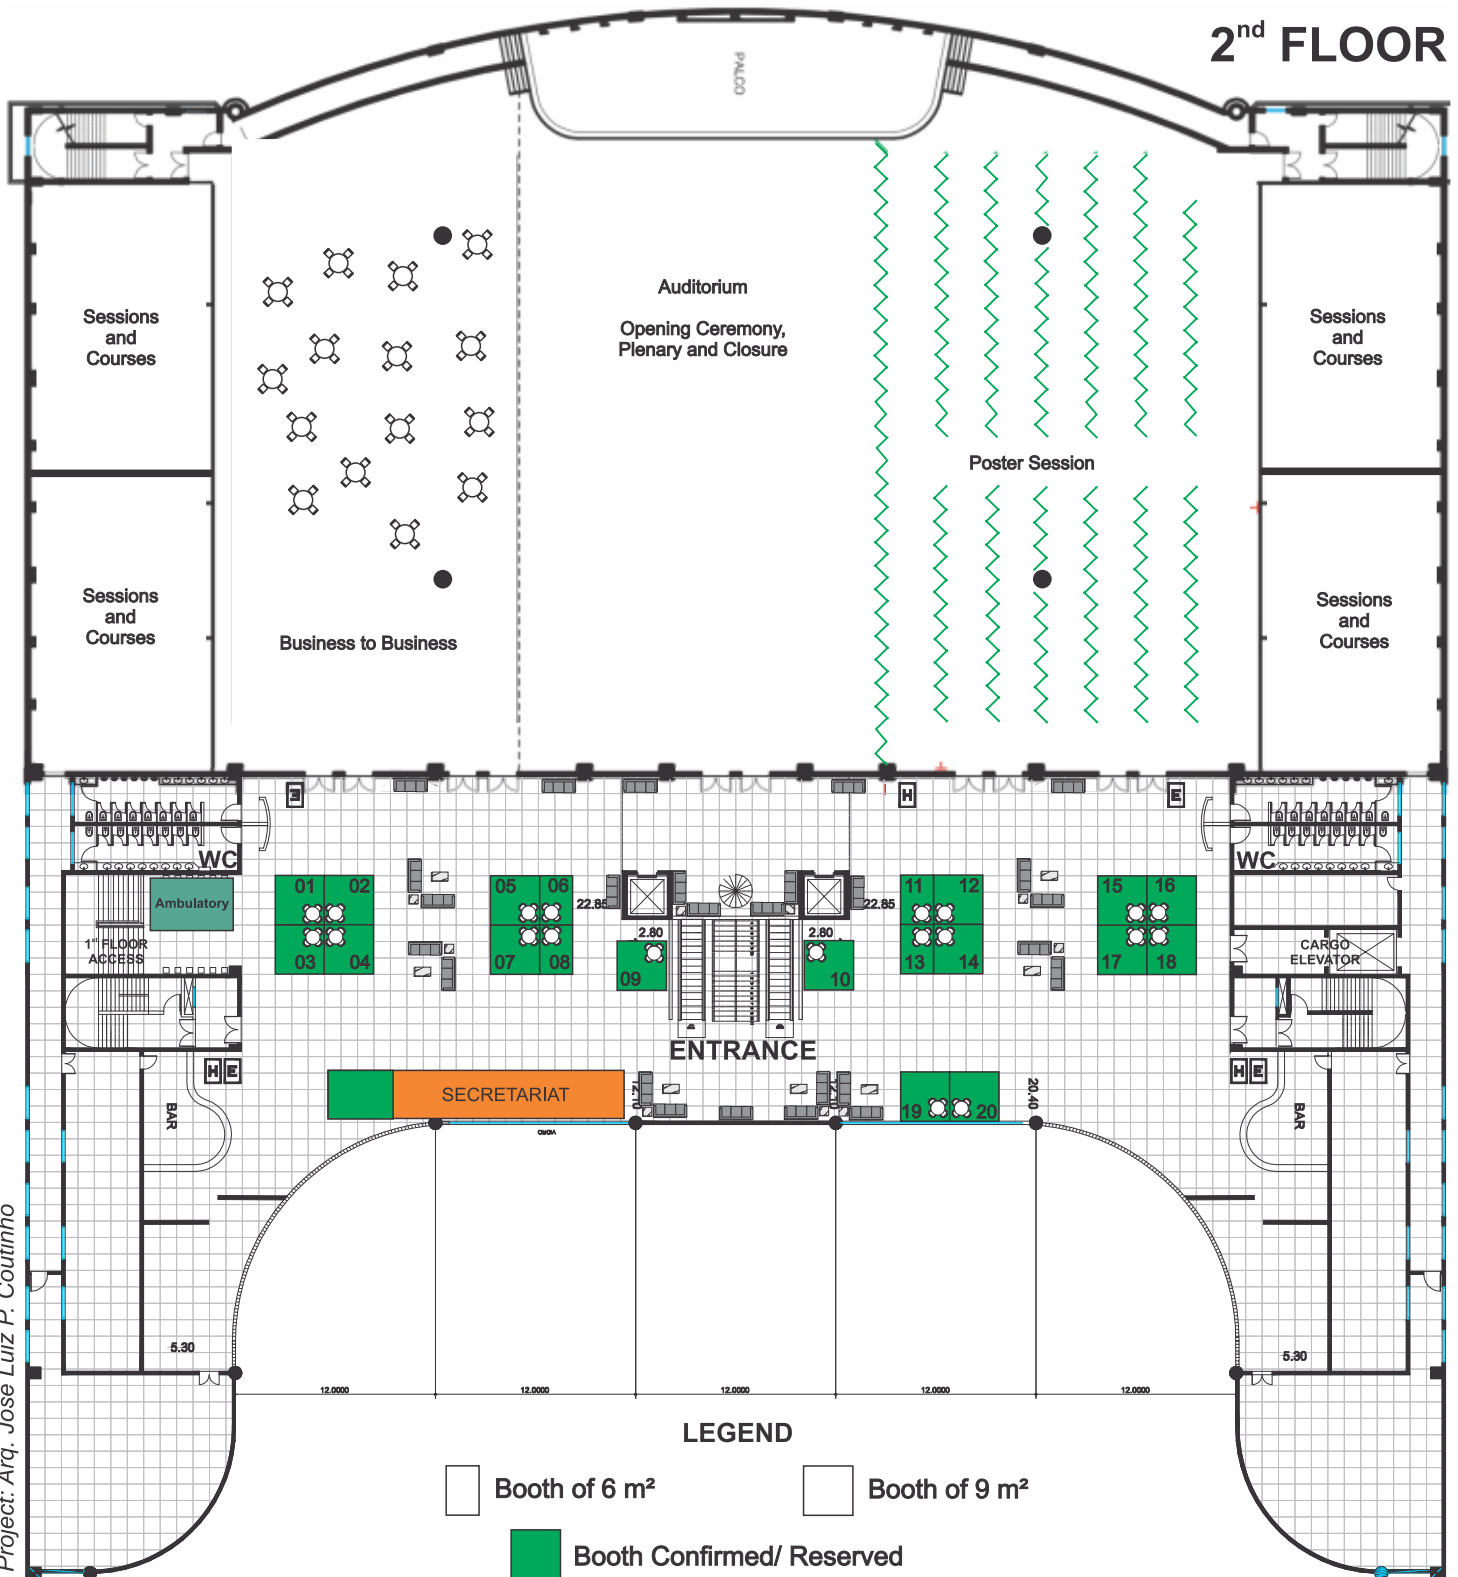 2nd FLOOR
PALCO
Sessions
and
Courses
Auditorium
Opening Ceremony,
Plenary and Closure
Sessions
and
Courses
Poster Session
Sessions
and
Courses
Business to Business
Sessions
and
Courses
E
H
E
WC
WC
01 02
05 06
11 12
15 16
Ambulatory
22.85
22.85
2.80
2.80
1st FLOOR
ACCESS
CARGO
ELEVATOR
03 04
07 08
09
10
13 14
17 18
ENTRANCE
H E
H E
SECRETARIAT
12.10
12.10
19 20
20.40
BAR
BAR
VIDRO
5.30
5.30
12.0000
12.0000
12.0000
12.0000
12.0000
Project: Arq. Jose Luiz P. Coutinho
LEGEND
Booth of 6 m²
Booth of 9 m²
Booth Confirmed/ Reserved